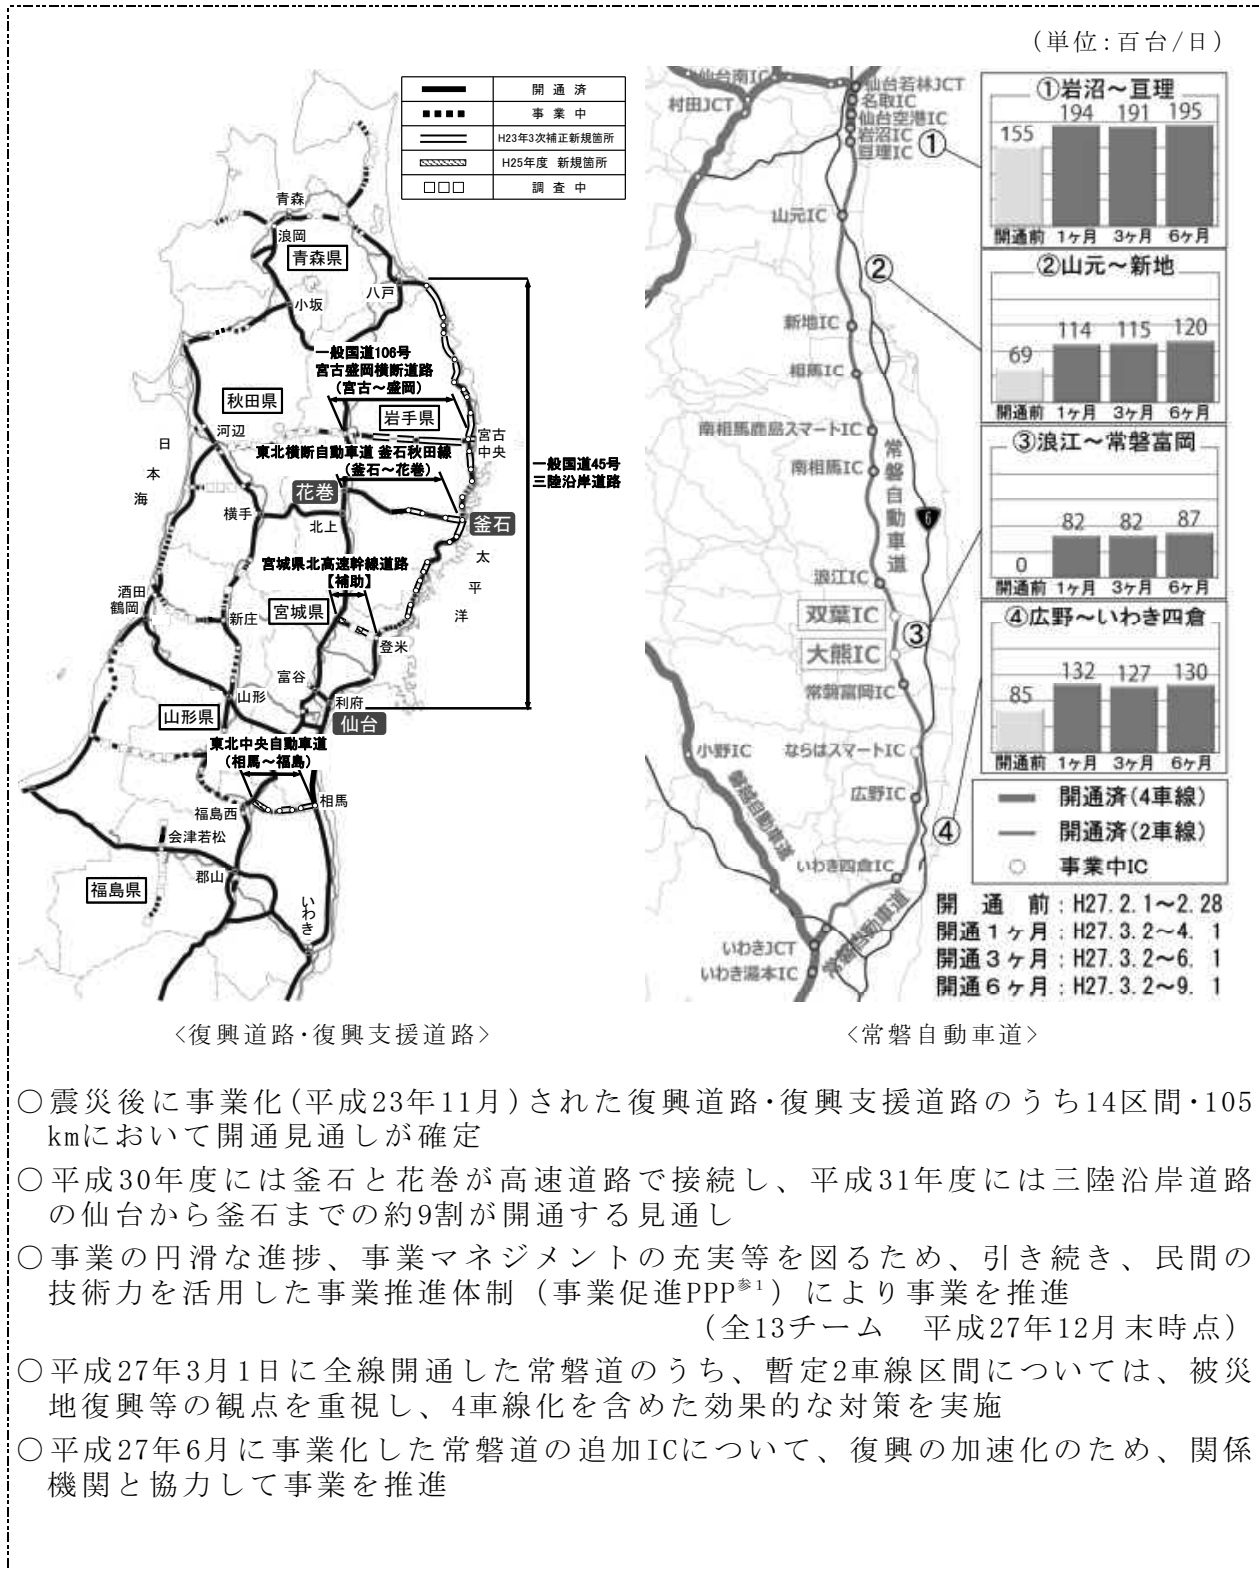 (単位:百台/日)
開通済
事業中
H23年3次補正新規箇所
H25年度 新規箇所
調査中
青森
浪岡
青森県
八戸
小坂
一般国道106号
宮古盛岡横断道路
(宮古～盛岡)
秋田県
岩手県
河辺
宮古
中央
日本海
東北横断自動車道 釜石秋田線
(釜石～花巻)
一般国道45号
三陸沿岸道路
花巻
横手
北上
釜石
太平洋
宮城県北高速幹線道路
【補助】
酒田
鶴岡
新庄
宮城県
登米
富谷
山形
利府
山形県
仙台
東北中央自動車道
(相馬～福島)
相馬
福島西
会津若松
郡山
福島県
いわき
<復興道路・復興支援道路>
仙台南IC
仙台若林JCT
村田JCT
名取IC
仙台空港IC
岩沼IC
亘理IC
①
山元IC
②
新地IC
相馬IC
南相馬鹿島スマートIC
南相馬IC
常磐自動車道
6
浪江IC
双葉IC
③
大熊IC
常磐富岡IC
小野IC
ならはスマートIC
磐越自動車道
広野IC
④
いわき四倉IC
常磐自動車道
いわきJCT
いわき湯本IC
①岩沼～亘理
155 194 191 195
開通前 1ヶ月 3ヶ月 6ヶ月
②山元～新地
69 114 115 120
開通前 1ヶ月 3ヶ月 6ヶ月
③浪江～常磐富岡
0 82 82 87
開通前 1ヶ月 3ヶ月 6ヶ月
④広野～いわき四倉
85 132 127 130
開通前 1ヶ月 3ヶ月 6ヶ月
開通済(4車線)
開通済(2車線)
事業中IC
開通前:H27.2.1～2.28
開通1ヶ月:H27.3.2～4. 1
開通3ヶ月:H27.3.2～6. 1
開通6ヶ月:H27.3.2～9. 1
<常磐自動車道>
○震災後に事業化(平成23年11月)された復興道路・復興支援道路のうち14区間・105
kmにおいて開通見通しが確定
○平成30年度には釜石と花巻が高速道路で接続し、平成31年度には三陸沿岸道路
の仙台から釜石までの約9割が開通する見通し
○事業の円滑な進捗、事業マネジメントの充実等を図るため、引き続き、民間の
技術力を活用した事業推進体制（事業促進PPP参1）により事業を推進
（全13チーム　平成27年12月末時点）
○平成27年3月1日に全線開通した常磐道のうち、暫定2車線区間については、被災
地復興等の観点を重視し、4車線化を含めた効果的な対策を実施
○平成27年6月に事業化した常磐道の追加ICについて、復興の加速化のため、関係
機関と協力して事業を推進